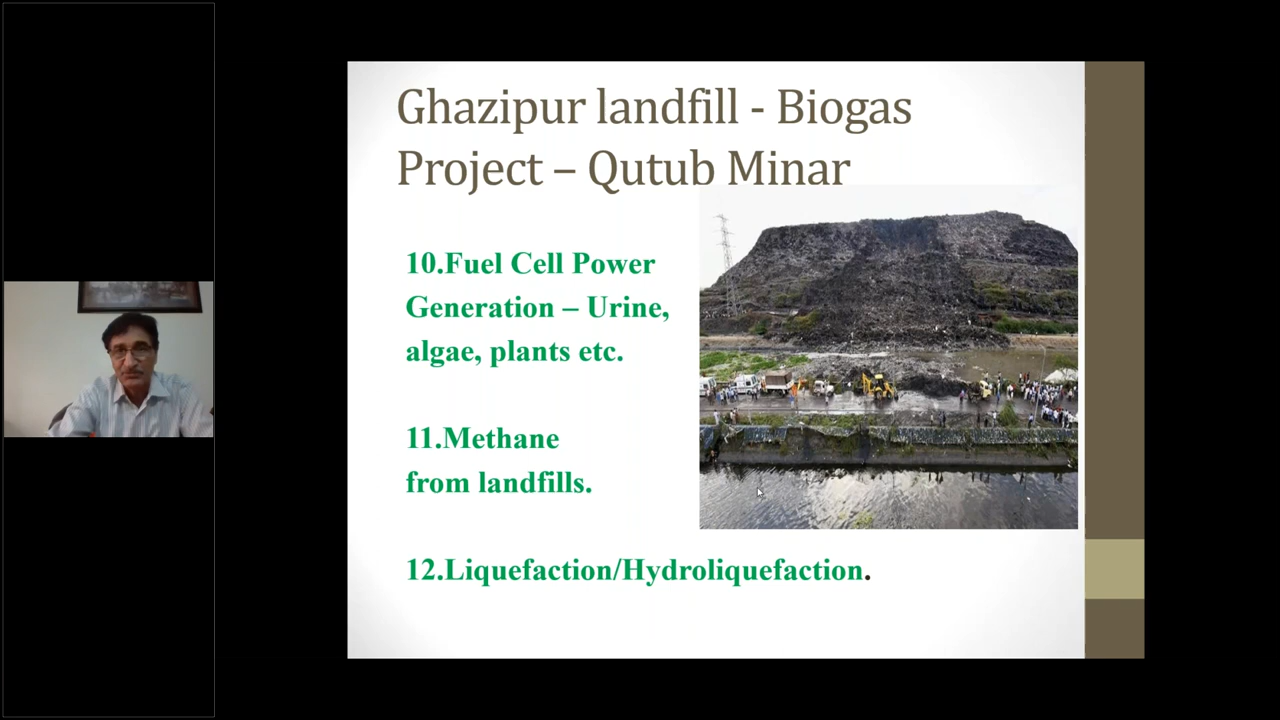 Ghazipur landfill - Biogas
Project – Qutub Minar
10.Fuel Cell Power
Generation – Urine,
algae, plants etc.
11.Methane
from landfills.
12.Liquefaction/Hydroliquefaction.